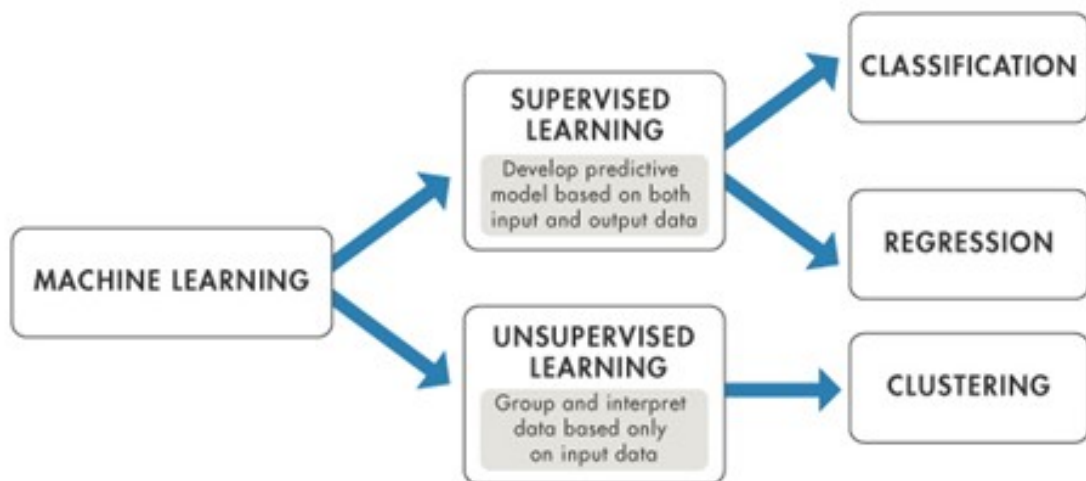 MACHINE LEARNING
SUPERVISED
LEARNING
Develop predictive
model based on both
input and output data
UNSUPERVISED
LEARNING
Group and interpret
data based only
on input data
CLASSIFICATION
REGRESSION
CLUSTERING